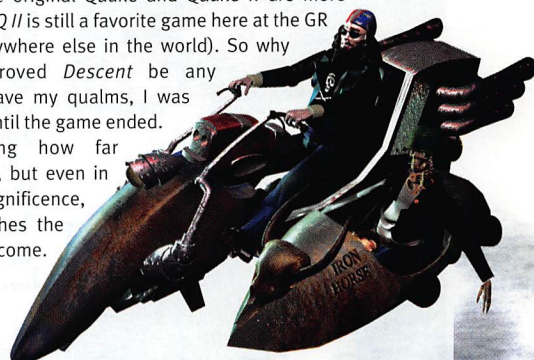 original Quake and Quake II are more
Q II is still a favorite game here at the GR
ywhere else in the world). So why
roved Descent be any
ave my qualms, I was
ntil the game ended.
ng how far
, but even in
gnificence,
hes the
come.
IRON
HORSE